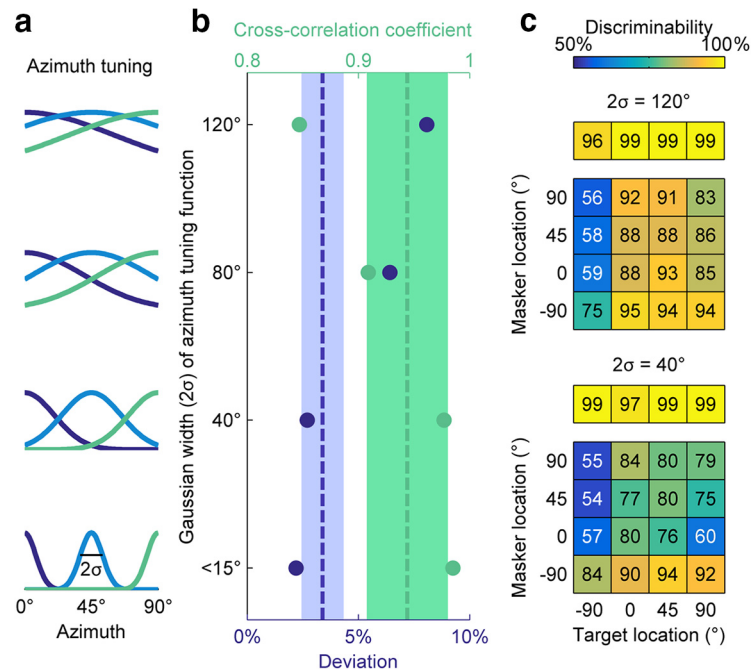 a
Azimuth tuning
2σ
0° 45° 90°
Azimuth
b
Cross-correlation coefficient
0.8 0.9 1
Gaussian width (2σ) of azimuth tuning function
120°
80°
40°
<15°
0% 5% 10%
Deviation
c
Discriminability
50% 100%
2σ = 120°
96 99 99 99
Masker location (°)
90 56 92 91 83
45 58 88 88 86
0 59 88 93 85
-90 75 95 94 94
2σ = 40°
99 97 99 99
Masker location (°)
90 55 84 80 79
45 54 77 80 75
0 57 80 76 60
-90 84 90 94 92
-90 0 45 90
Target location (°)